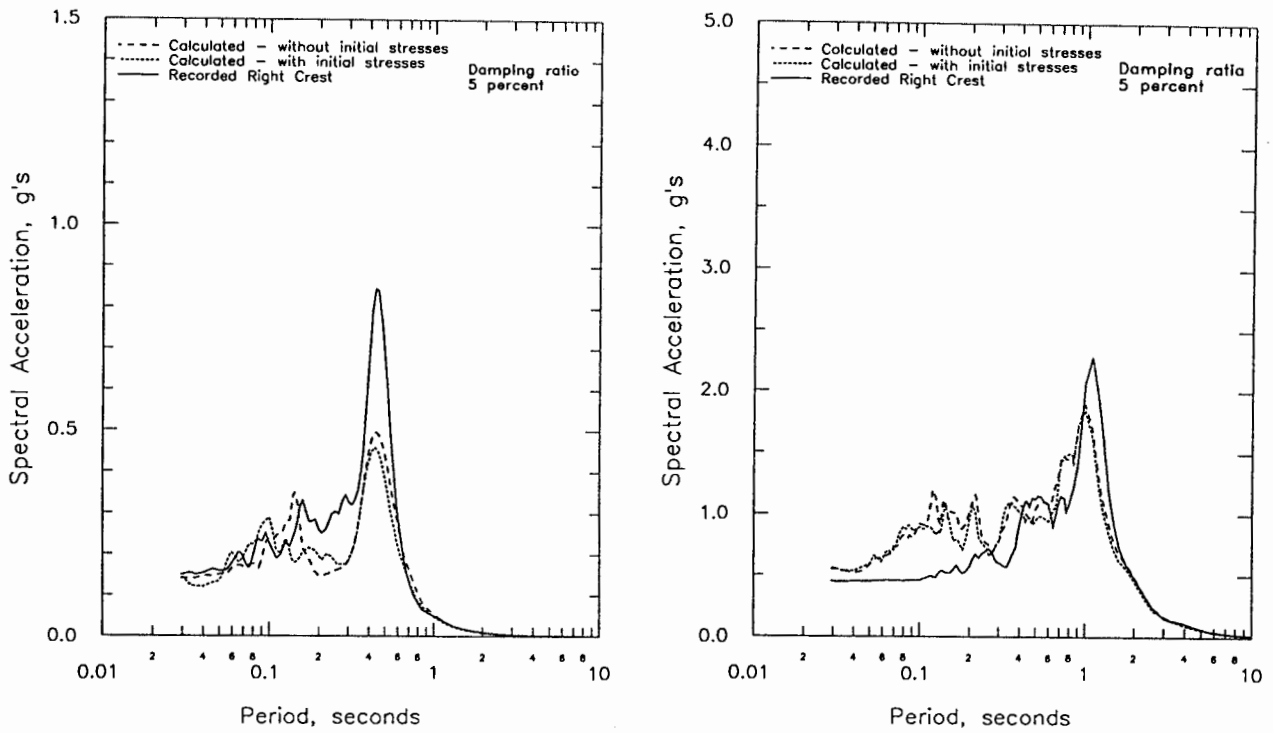 1.5
Calculated – without initial stresses
Calculated – with initial stresses
Recorded Right Crest
Damping ratio
5 percent
1.0
0.5
0.0
Spectral Acceleration, g's
2 4 6 8 2 4 6 8 2 4 6 8
0.01 0.1 1 10
Period, seconds
5.0
Calculated – without initial stresses
Calculated – with initial stresses
Recorded Right Crest
Damping ratio
5 percent
4.0
3.0
2.0
1.0
0.0
Spectral Acceleration, g's
2 4 6 8 2 4 6 8 2 4 6 8
0.01 0.1 1 10
Period, seconds